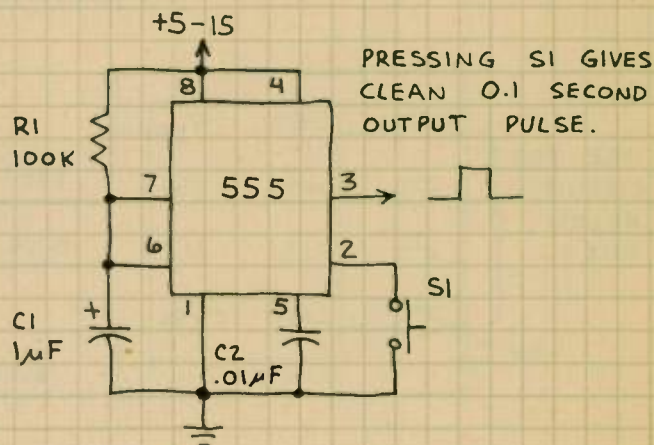 +5-15
PRESSING S1 GIVES
CLEAN 0.1 SECOND
OUTPUT PULSE.
8 4
R1
100K
7 555 3
6 2
S1
1 5
C1 +
1µF
C2
.01µF